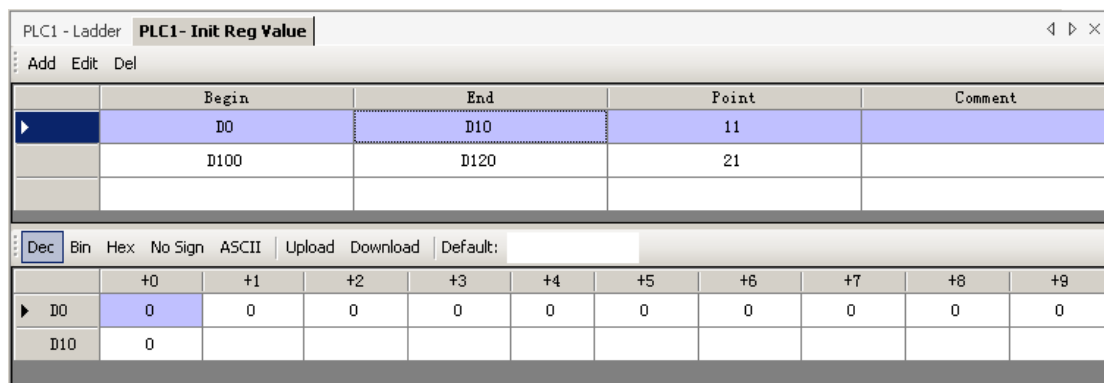 PLC1 - Ladder PLC1- Init Reg Value
Add Edit Del
Begin End Point Comment
D0 D10 11
D100 D120 21
Dec Bin Hex No Sign ASCII Upload Download Default:
+0 +1 +2 +3 +4 +5 +6 +7 +8 +9
D0 0 0 0 0 0 0 0 0 0 0
D10 0